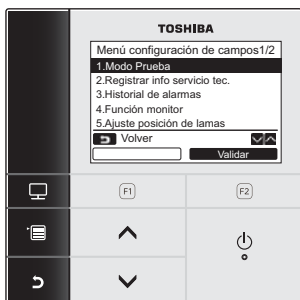 TOSHIBA
Menú configuración de campos1/2
1.Modo Prueba
2.Registrar info servicio tec.
3.Historial de alarmas
4.Función monitor
5.Ajuste posición de lamas
Volver
Validar
F1 F2